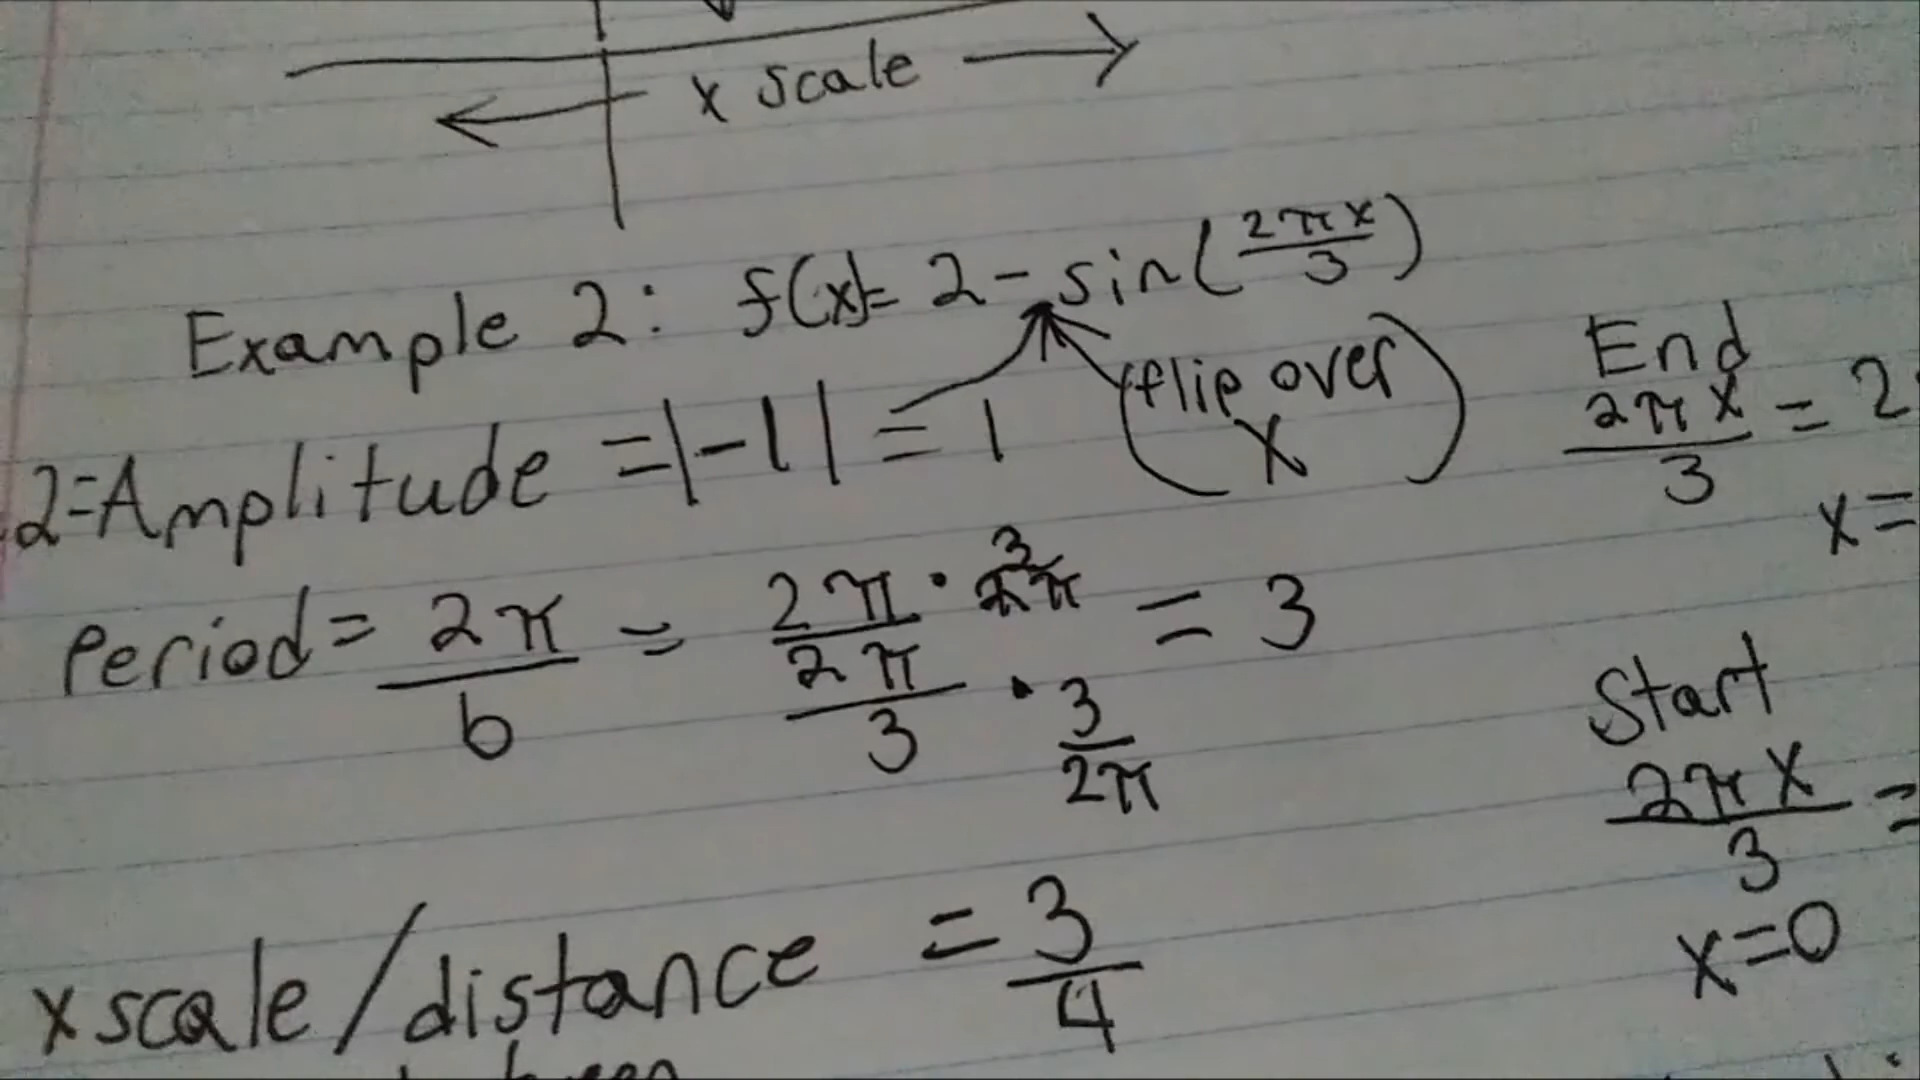 x scale
Example 2: f(x)= 2 - sin(2πx/3)
(flip over x)
2=Amplitude = |-1| = 1
Period = 2π/b = (2π · 3/2π)/(2π/3 · 3/2π) = 3
x scale/distance = 3/4
End
2πx/3 = 2
x =
Start
2πx/3 =
x=0